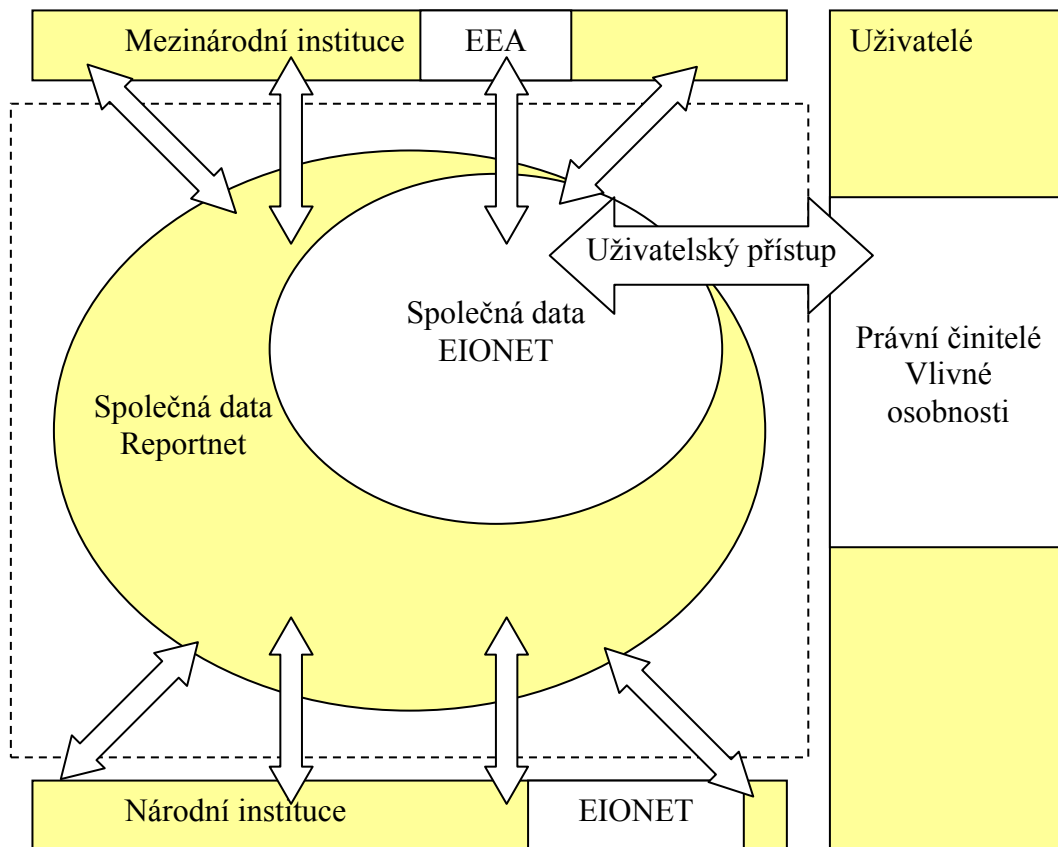 Mezinárodní instituce
EEA
Uživatelé
Uživatelský přístup
Společná data
EIONET
Právní činitelé
Vlivné
osobnosti
Společná data
Reportnet
Národní instituce
EIONET